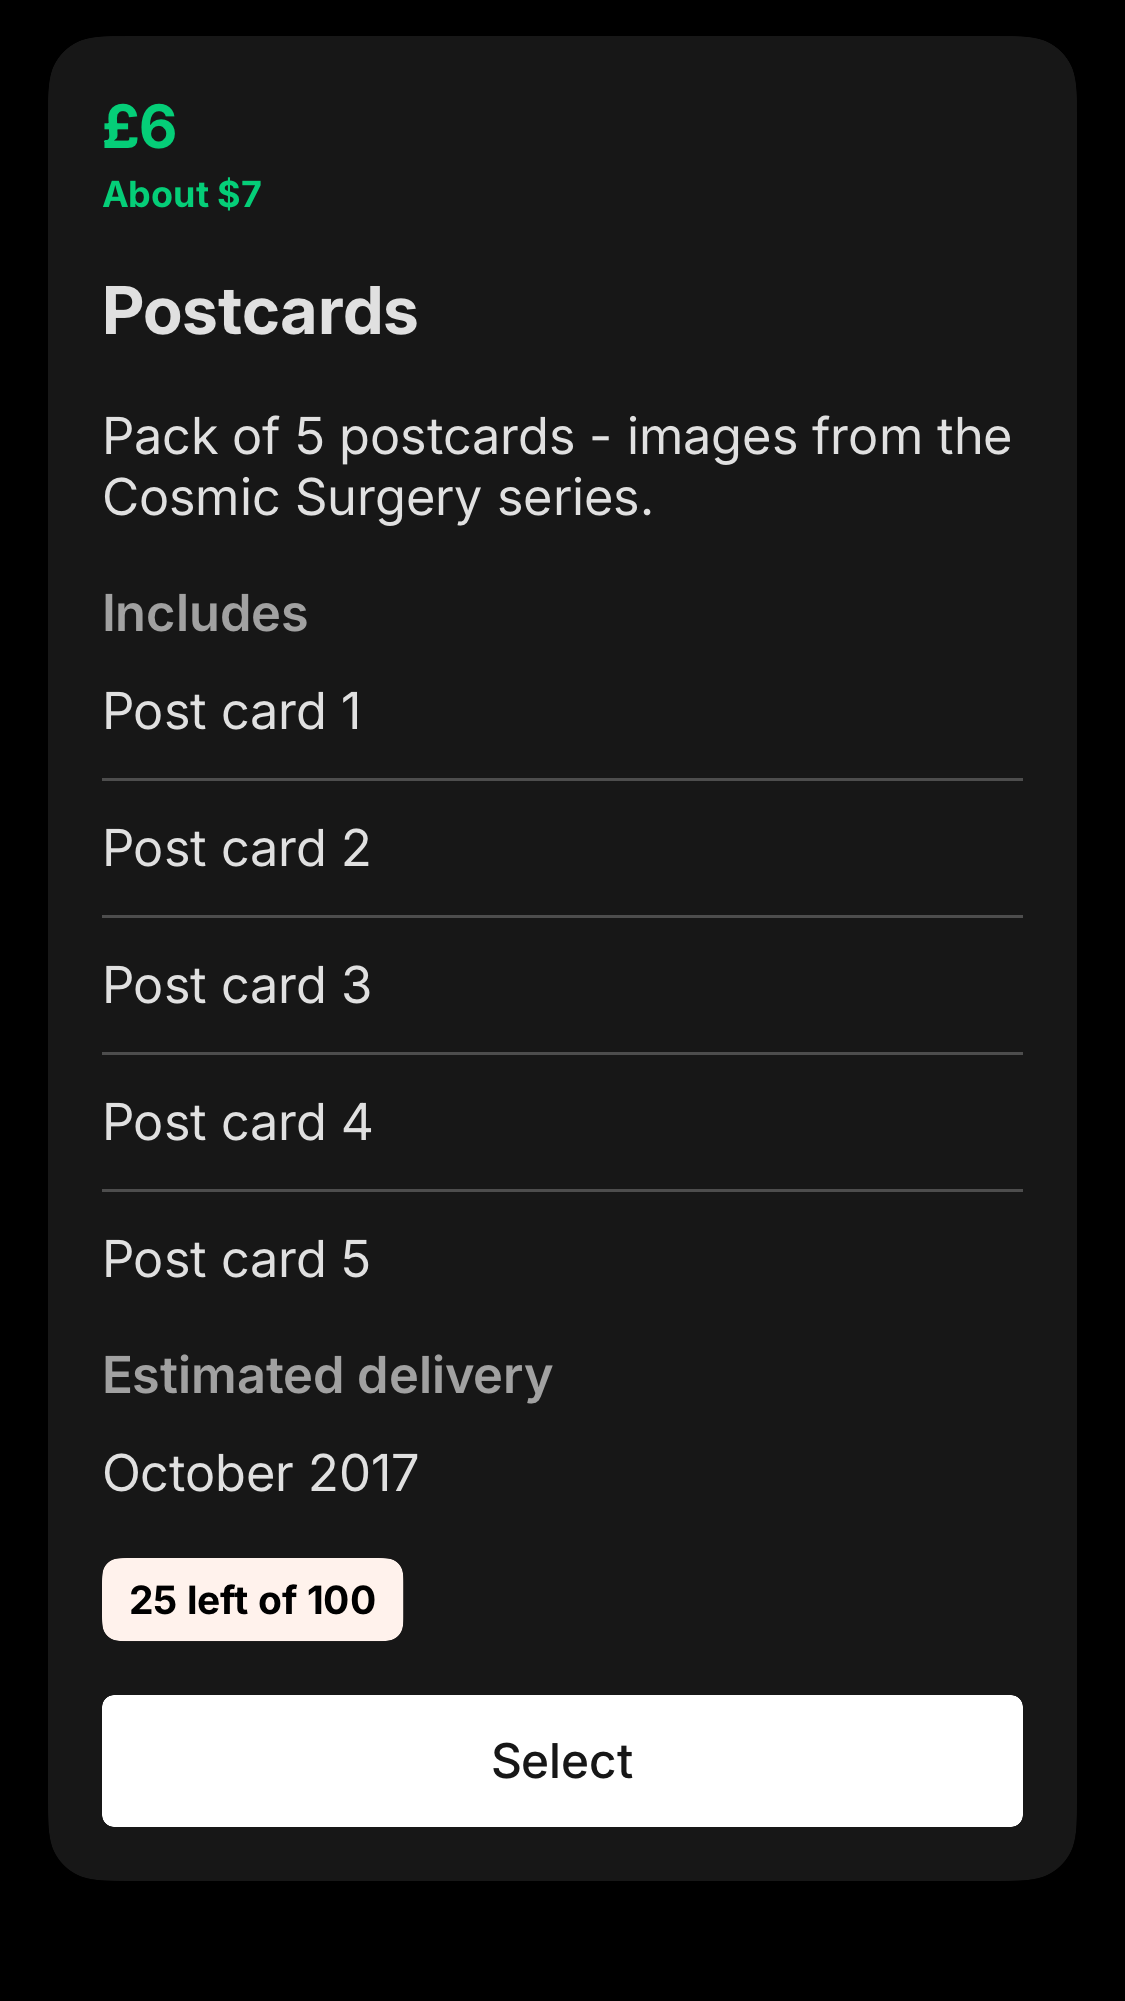 £6
About $7
Postcards
Pack of 5 postcards - images from the
Cosmic Surgery series.
Includes
Post card 1
Post card 2
Post card 3
Post card 4
Post card 5
Estimated delivery
October 2017
25 left of 100
Select